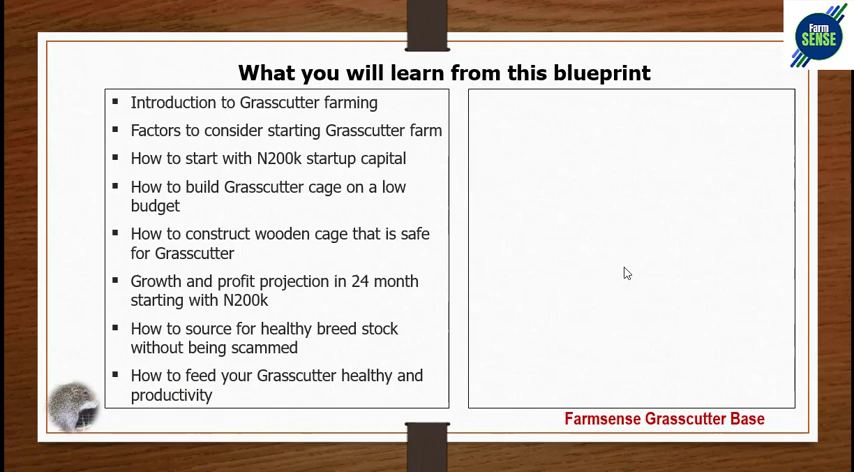 Farm
SENSE
What you will learn from this blueprint
Introduction to Grasscutter farming
Factors to consider starting Grasscutter farm
How to start with N200k startup capital
How to build Grasscutter cage on a low
budget
How to construct wooden cage that is safe
for Grasscutter
Growth and profit projection in 24 month
starting with N200k
How to source for healthy breed stock
without being scammed
How to feed your Grasscutter healthy and
productivity
Farmsense Grasscutter Base